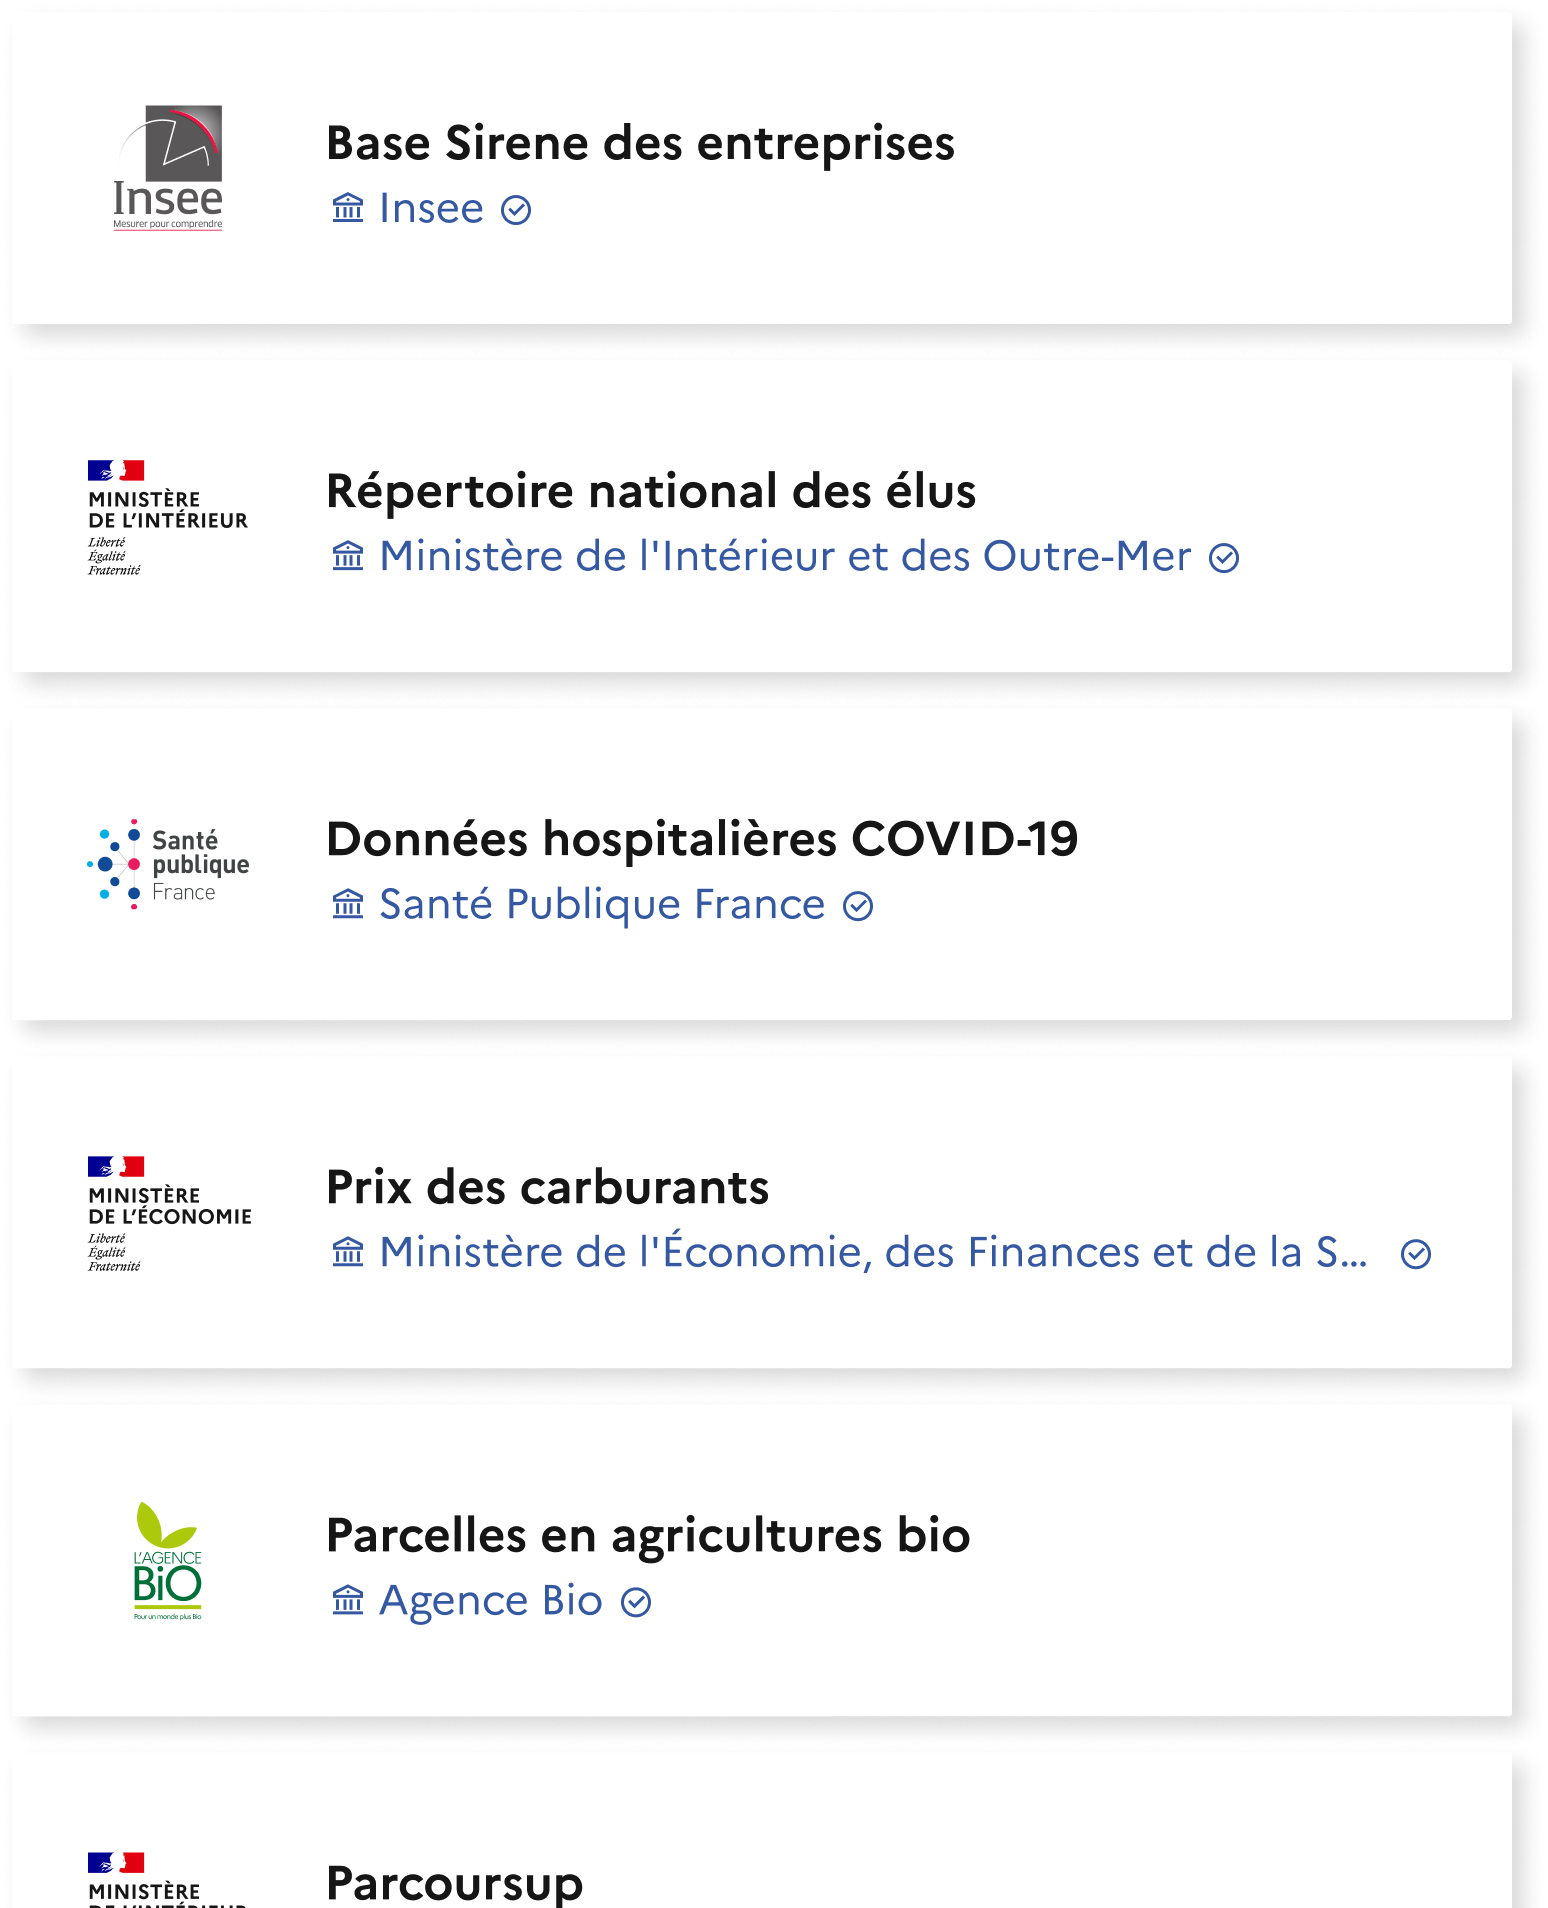 Insee
Mesurer pour comprendre
Base Sirene des entreprises
Insee
MINISTÈRE
DE L'INTÉRIEUR
Liberté
Égalité
Fraternité
Répertoire national des élus
Ministère de l'Intérieur et des Outre-Mer
Santé
publique
France
Données hospitalières COVID-19
Santé Publique France
MINISTÈRE
DE L'ÉCONOMIE
Liberté
Égalité
Fraternité
Prix des carburants
Ministère de l'Économie, des Finances et de la S...
L'AGENCE
BiO
Pour un monde plus Bio
Parcelles en agricultures bio
Agence Bio
MINISTÈRE
DE L'INTÉRIEUR
Parcoursup